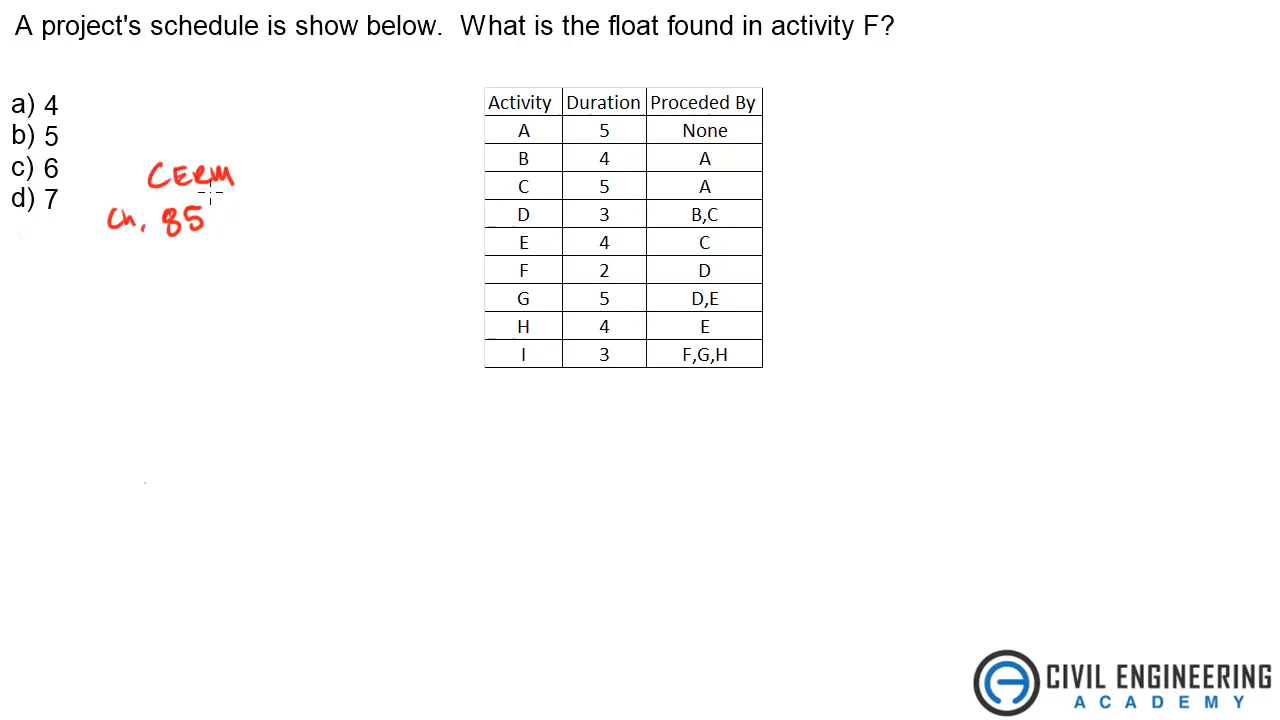 A project's schedule is show below.  What is the float found in activity F?
a) 4
b) 5
c) 6
d) 7
CERM
Ch. 85
Activity Duration Proceded By
A 5 None
B 4 A
C 5 A
D 3 B,C
E 4 C
F 2 D
G 5 D,E
H 4 E
I 3 F,G,H
CIVIL ENGINEERING
ACADEMY